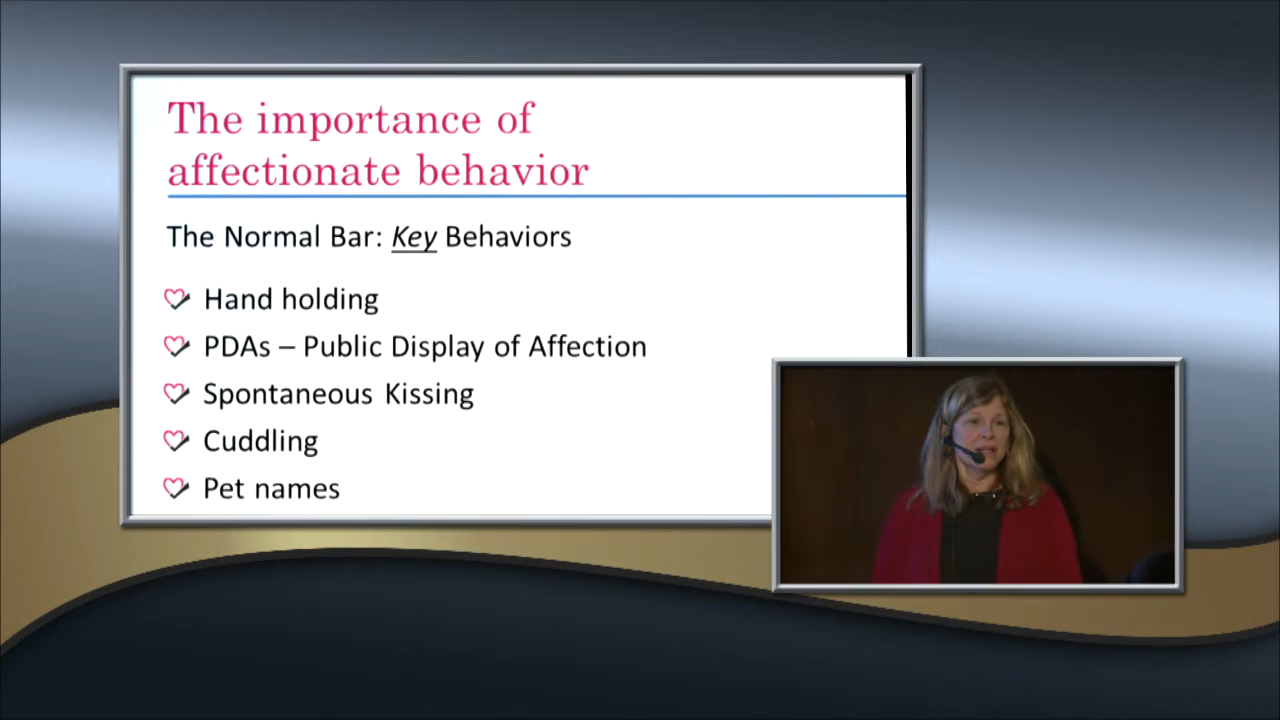 The importance of
affectionate behavior
The Normal Bar: Key Behaviors
Hand holding
PDAs – Public Display of Affection
Spontaneous Kissing
Cuddling
Pet names